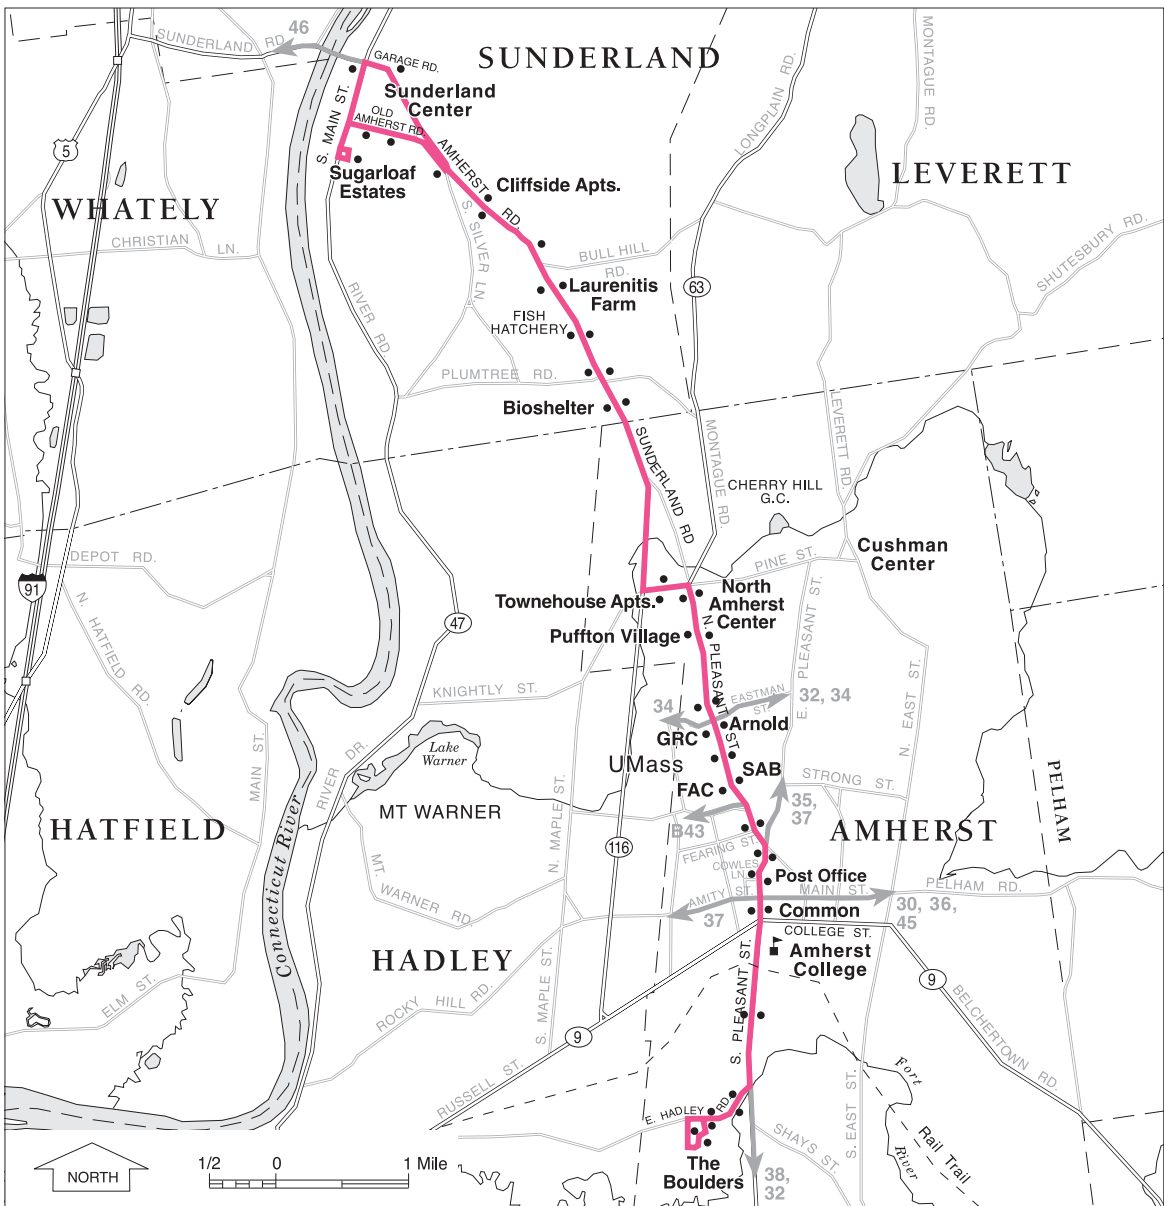 46
SUNDERLAND RD.
GARAGE RD.
SUNDERLAND
MONTAGUE RD.
LONGPLAIN RD.
Sunderland
Center
S. MAIN ST.
OLD
AMHERST RD.
5
AMHERST RD.
Sugarloaf
Estates
Cliffside Apts.
LEVERETT
WHATELY
CHRISTIAN LN.
S. SILVER LN.
BULL HILL
RD.
SHUTESBURY RD.
RIVER RD.
63
Laurenitis
Farm
FISH
HATCHERY
PLUMTREE RD.
Bioshelter
LEVERETT RD.
SUNDERLAND RD
MONTAGUE RD.
CHERRY HILL
G.C.
Cushman
Center
DEPOT RD.
PINE ST.
91
N. HATFIELD RD.
47
Townehouse Apts.
North
Amherst
Center
Puffton Village
N. PLEASANT ST.
E. PLEASANT ST.
N. EAST ST.
KNIGHTLY ST.
EASTMAN
ST.
32, 34
34
Arnold
GRC
MAIN ST.
RIVER DR.
Lake
Warner
UMass
SAB
STRONG ST.
FAC
PELHAM
MT WARNER
HATFIELD
35,
37
B43
AMHERST
N. MAPLE ST.
116
FEARING ST.
COWLES
LN.
Post Office
MT. WARNER RD.
AMITY ST.
MAIN ST.
PELHAM RD.
37
Common
30, 36,
45
Connecticut River
COLLEGE ST.
HADLEY
Amherst
College
S. PLEASANT ST.
ELM ST.
ROCKY HILL RD.
S. MAPLE ST.
9
9
BELCHERTOWN RD.
RUSSELL ST.
Fort
River
E. HADLEY RD.
S. EAST ST.
SHAYS ST.
Rail Trail
The
Boulders
38,
32
NORTH
1/2 0 1 Mile